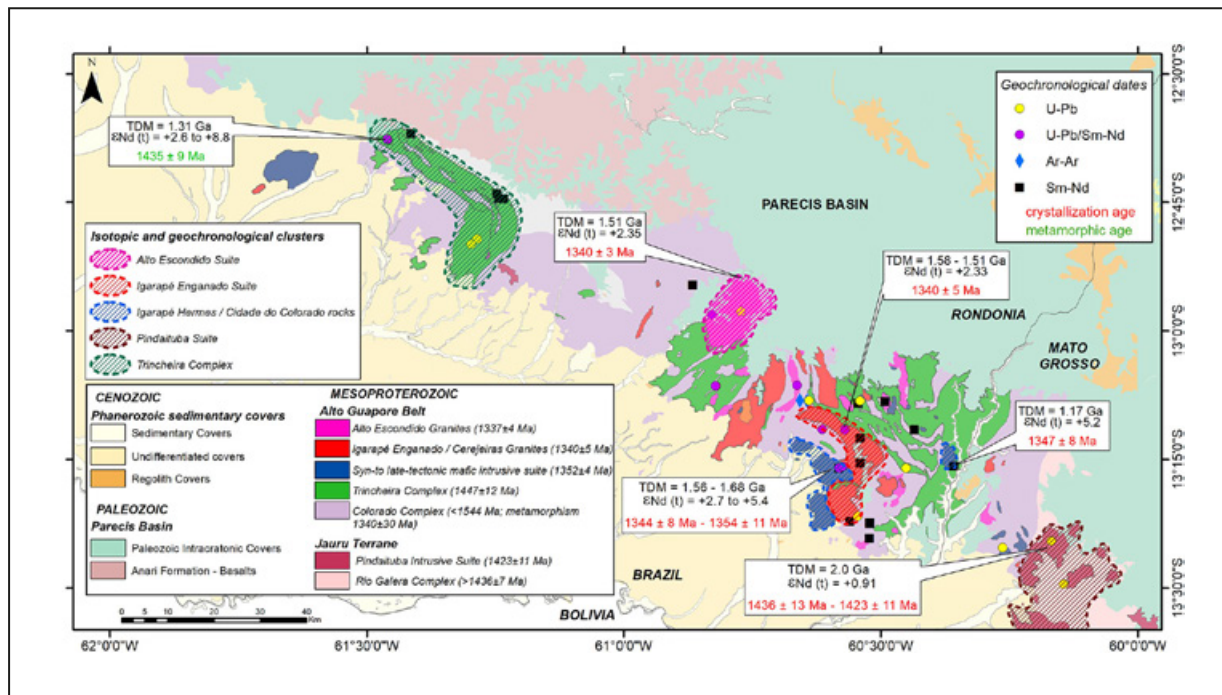 N
TDM = 1.31 Ga
ƐNd (t) = +2.6 to +8.8
1435 ± 9 Ma
TDM = 1.51 Ga
ƐNd (t) = +2.35
1340 ± 3 Ma
PARECIS BASIN
Geochronological dates
U-Pb
U-Pb/Sm-Nd
Ar-Ar
Sm-Nd
crystallization age
metamorphic age
TDM = 1.58 - 1.51 Ga
ƐNd (t) = +2.33
1340 ± 5 Ma
RONDONIA
MATO
GROSSO
TDM = 1.17 Ga
ƐNd (t) = +5.2
1347 ± 8 Ma
TDM = 1.56 - 1.68 Ga
ƐNd (t) = +2.7 to +5.4
1344 ± 8 Ma - 1354 ± 11 Ma
TDM = 2.0 Ga
ƐNd (t) = +0.91
1436 ± 13 Ma - 1423 ± 11 Ma
BRAZIL
BOLIVIA
Isotopic and geochronological clusters
Alto Escondido Suite
Igarapé Enganado Suite
Igarapé Hermes / Cidade do Colorado rocks
Pindaituba Suite
Trincheira Complex
CENOZOIC
Phanerozoic sedimentary covers
Sedimentary Covers
Undifferentiated covers
Regolith Covers
PALEOZOIC
Parecis Basin
Paleozoic Intracratonic Covers
Anari Formation - Basalts
MESOPROTEROZOIC
Alto Guapore Belt
Alto Escondido Granites (1337±4 Ma)
Igarapé Enganado / Cerejeiras Granites (1340±5 Ma)
Syn-to late-tectonic mafic intrusive suite (1352±4 Ma)
Trincheira Complex (1447±12 Ma)
Colorado Complex (<1544 Ma; metamorphism 1340±30 Ma)
Jauru Terrane
Pindaituba Intrusive Suite (1423±11 Ma)
Rio Galera Complex (>1436±7 Ma)
0 5 10 20 30 40
Km
12°30'0"S
12°45'0"S
13°0'0"S
13°15'0"S
13°30'0"S
62°0'0"W
61°30'0"W
61°0'0"W
60°30'0"W
60°0'0"W